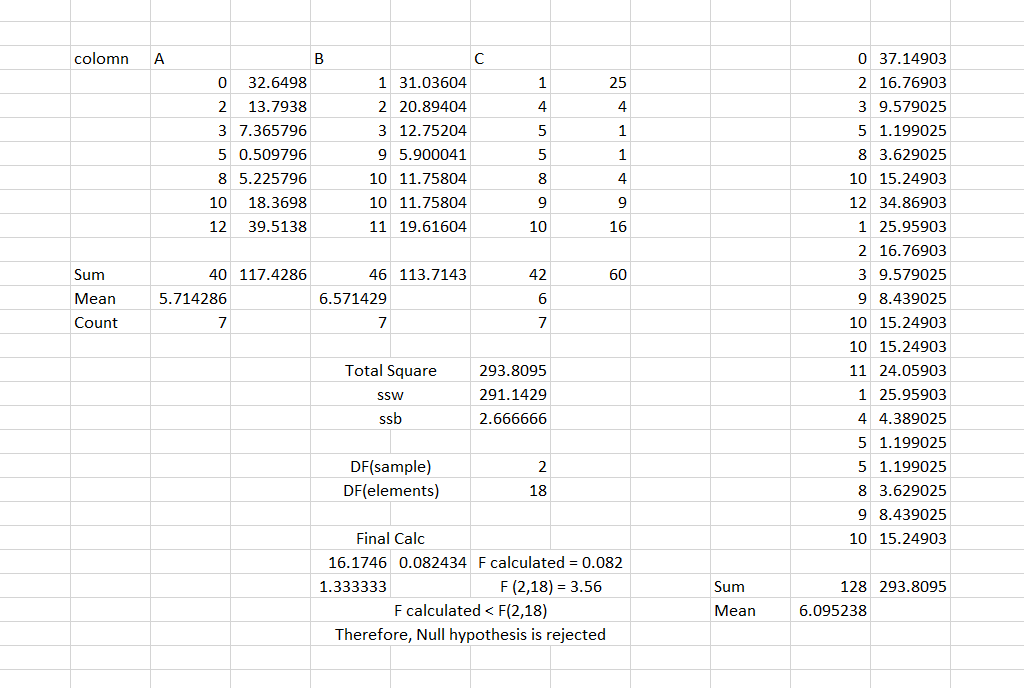 colomn A B C 0 37.14903
0 32.6498 1 31.03604 1 25 2 16.76903
2 13.7938 2 20.89404 4 4 3 9.579025
3 7.365796 3 12.75204 5 1 5 1.199025
5 0.509796 9 5.900041 5 1 8 3.629025
8 5.225796 10 11.75804 8 4 10 15.24903
10 18.3698 10 11.75804 9 9 12 34.86903
12 39.5138 11 19.61604 10 16 1 25.95903
2 16.76903
Sum 40 117.4286 46 113.7143 42 60 3 9.579025
Mean 5.714286 6.571429 6 9 8.439025
Count 7 7 7 10 15.24903
10 15.24903
Total Square 293.8095 11 24.05903
ssw 291.1429 1 25.95903
ssb 2.666666 4 4.389025
5 1.199025
DF(sample) 2 5 1.199025
DF(elements) 18 8 3.629025
9 8.439025
Final Calc 10 15.24903
16.1746 0.082434 F calculated = 0.082
1.333333 F (2,18) = 3.56 Sum 128 293.8095
F calculated < F(2,18) Mean 6.095238
Therefore, Null hypothesis is rejected